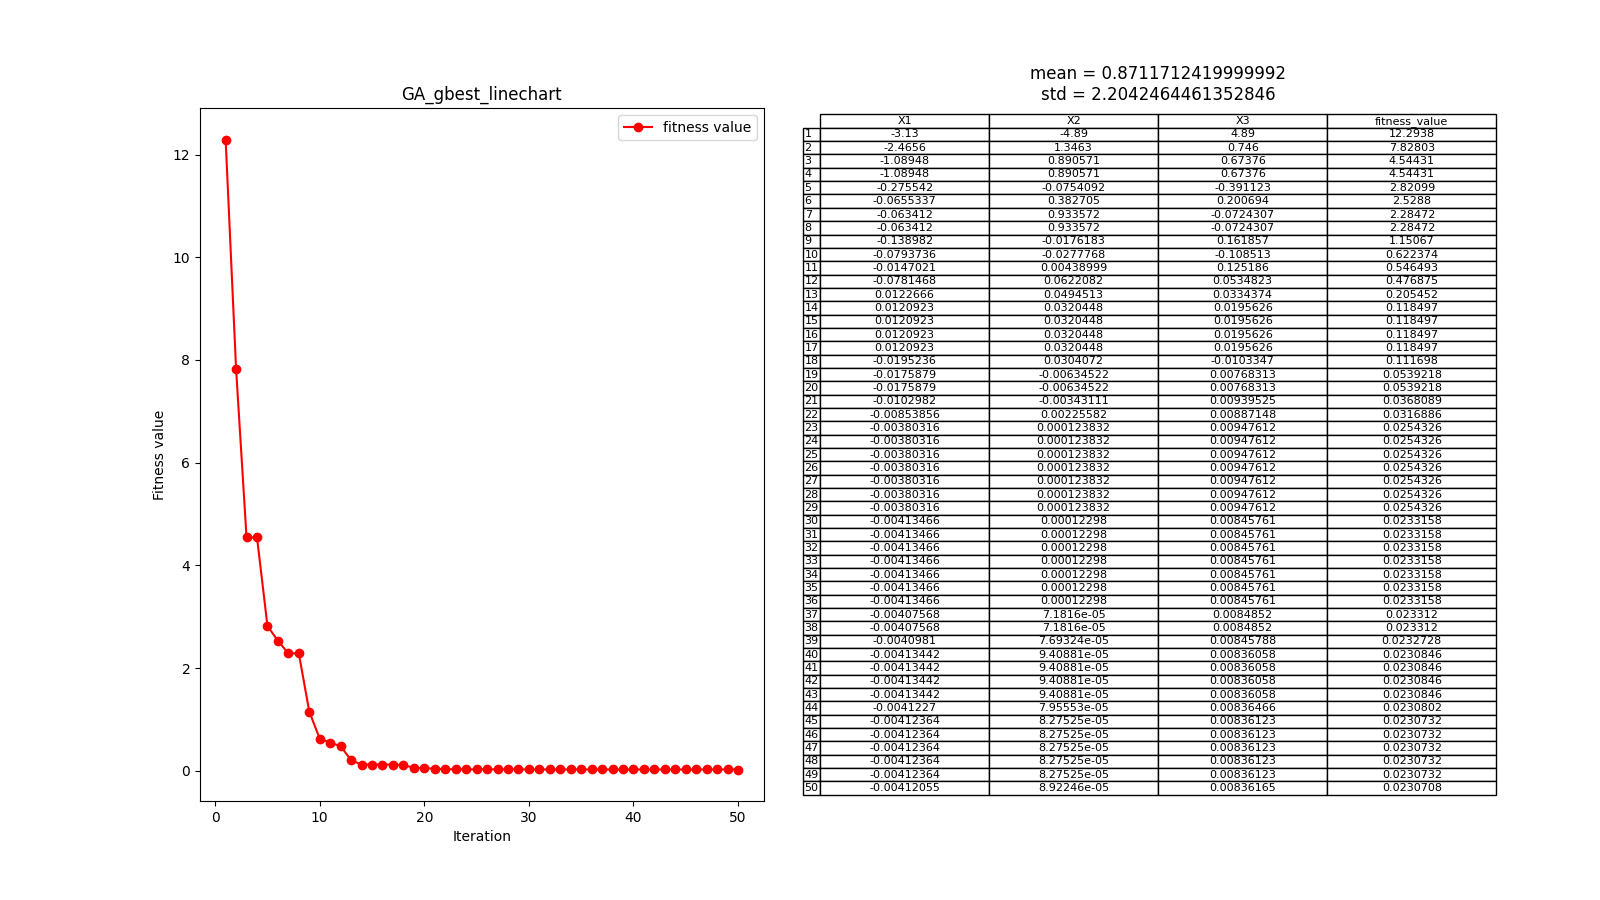 GA_gbest_linechart
fitness value
12
10
8
6
4
2
0
Fitness value
0 10 20 30 40 50
Iteration
mean = 0.8711712419999992
std = 2.2042464461352846
X1 X2 X3 fitness_value
1 -3.13 -4.89 4.89 12.2938
2 -2.4656 1.3463 0.746 7.82803
3 -1.08948 0.890571 0.67376 4.54431
4 -1.08948 0.890571 0.67376 4.54431
5 -0.275542 -0.0754092 -0.391123 2.82099
6 -0.0655337 0.382705 0.200694 2.5288
7 -0.063412 0.933572 -0.0724307 2.28472
8 -0.063412 0.933572 -0.0724307 2.28472
9 -0.138982 -0.0176183 0.161857 1.15067
10 -0.0793736 -0.0277768 -0.108513 0.622374
11 -0.0147021 0.00438999 0.125186 0.546493
12 -0.0781468 0.0622082 0.0534823 0.476875
13 0.0122666 0.0494513 0.0334374 0.205452
14 0.0120923 0.0320448 0.0195626 0.118497
15 0.0120923 0.0320448 0.0195626 0.118497
16 0.0120923 0.0320448 0.0195626 0.118497
17 0.0120923 0.0320448 0.0195626 0.118497
18 -0.0195236 0.0304072 -0.0103347 0.111698
19 -0.0175879 -0.00634522 0.00768313 0.0539218
20 -0.0175879 -0.00634522 0.00768313 0.0539218
21 -0.0102982 -0.00343111 0.00939525 0.0368089
22 -0.00853856 0.00225582 0.00887148 0.0316886
23 -0.00380316 0.000123832 0.00947612 0.0254326
24 -0.00380316 0.000123832 0.00947612 0.0254326
25 -0.00380316 0.000123832 0.00947612 0.0254326
26 -0.00380316 0.000123832 0.00947612 0.0254326
27 -0.00380316 0.000123832 0.00947612 0.0254326
28 -0.00380316 0.000123832 0.00947612 0.0254326
29 -0.00380316 0.000123832 0.00947612 0.0254326
30 -0.00413466 0.00012298 0.00845761 0.0233158
31 -0.00413466 0.00012298 0.00845761 0.0233158
32 -0.00413466 0.00012298 0.00845761 0.0233158
33 -0.00413466 0.00012298 0.00845761 0.0233158
34 -0.00413466 0.00012298 0.00845761 0.0233158
35 -0.00413466 0.00012298 0.00845761 0.0233158
36 -0.00413466 0.00012298 0.00845761 0.0233158
37 -0.00407568 7.1816e-05 0.0084852 0.023312
38 -0.00407568 7.1816e-05 0.0084852 0.023312
39 -0.0040981 7.69324e-05 0.00845788 0.0232728
40 -0.00413442 9.40881e-05 0.00836058 0.0230846
41 -0.00413442 9.40881e-05 0.00836058 0.0230846
42 -0.00413442 9.40881e-05 0.00836058 0.0230846
43 -0.00413442 9.40881e-05 0.00836058 0.0230846
44 -0.0041227 7.95553e-05 0.00836466 0.0230802
45 -0.00412364 8.27525e-05 0.00836123 0.0230732
46 -0.00412364 8.27525e-05 0.00836123 0.0230732
47 -0.00412364 8.27525e-05 0.00836123 0.0230732
48 -0.00412364 8.27525e-05 0.00836123 0.0230732
49 -0.00412364 8.27525e-05 0.00836123 0.0230732
50 -0.00412055 8.92246e-05 0.00836165 0.0230708